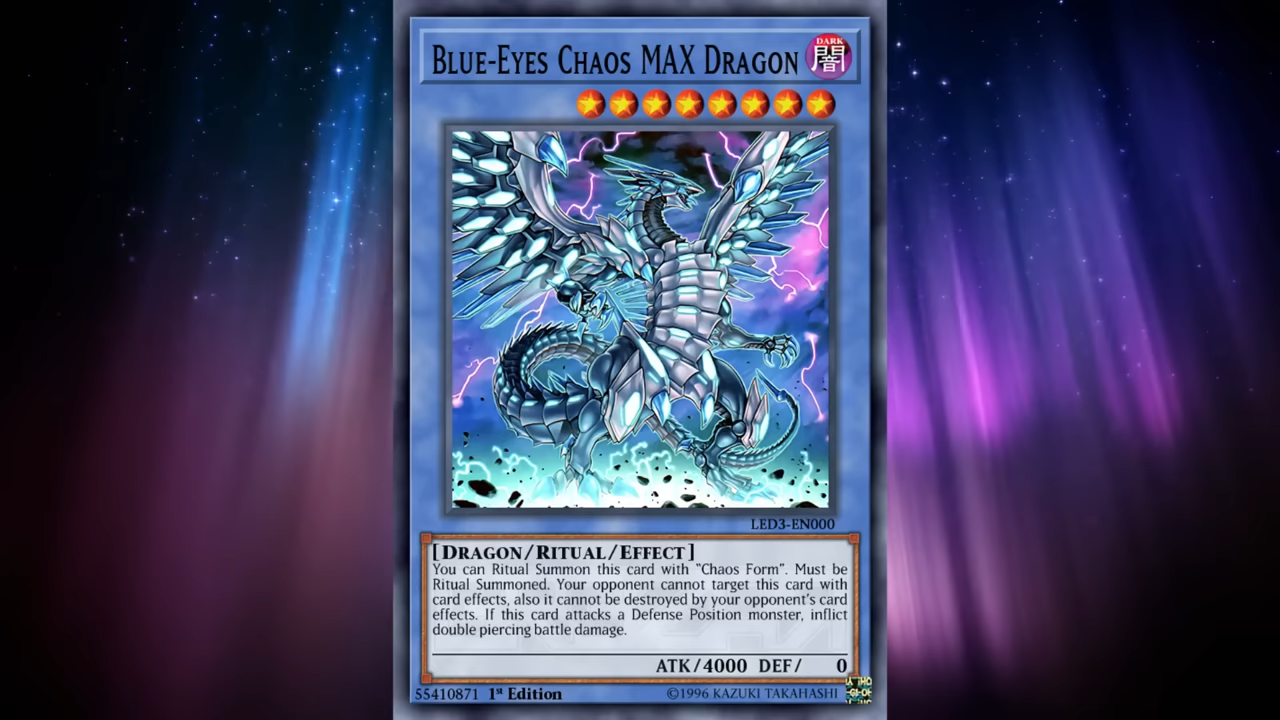 BLUE-EYES CHAOS MAX DRAGON
DARK
闇
LED3-EN000
[DRAGON/RITUAL/EFFECT]
You can Ritual Summon this card with "Chaos Form". Must be
Ritual Summoned. Your opponent cannot target this card with
card effects, also it cannot be destroyed by your opponent's card
effects. If this card attacks a Defense Position monster, inflict
double piercing battle damage.
ATK/4000 DEF/ 0
55410871 1st Edition ©1996 KAZUKI TAKAHASHI